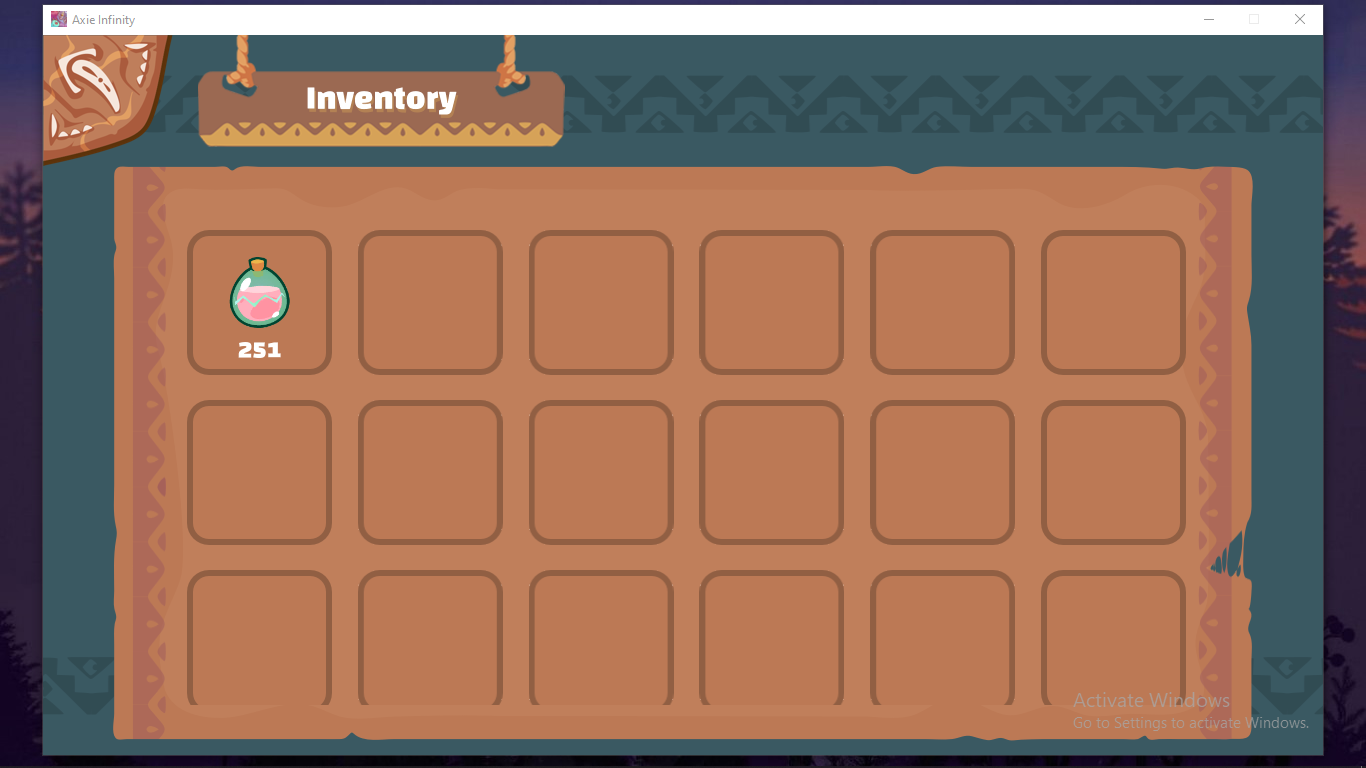 Axie Infinity
Inventory
251
Activate Windows
Go to Settings to activate Windows.